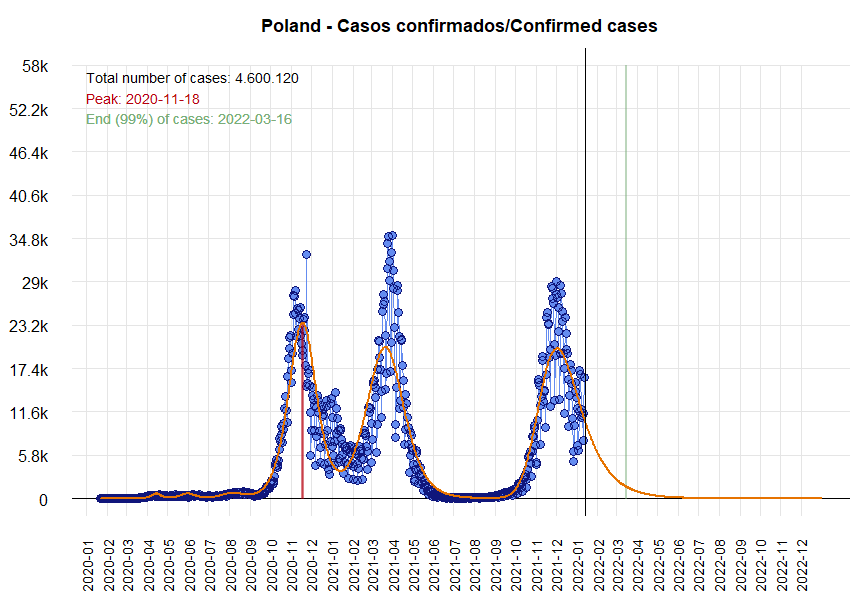 Poland - Casos confirmados/Confirmed cases
58k
Total number of cases: 4.600.120
Peak: 2020-11-18
End (99%) of cases: 2022-03-16
52.2k
46.4k
40.6k
34.8k
29k
23.2k
17.4k
11.6k
5.8k
0
2020-01
2020-02
2020-03
2020-04
2020-05
2020-06
2020-07
2020-08
2020-09
2020-10
2020-11
2020-12
2021-01
2021-02
2021-03
2021-04
2021-05
2021-06
2021-07
2021-08
2021-09
2021-10
2021-11
2021-12
2022-01
2022-02
2022-03
2022-04
2022-05
2022-06
2022-07
2022-08
2022-09
2022-10
2022-11
2022-12